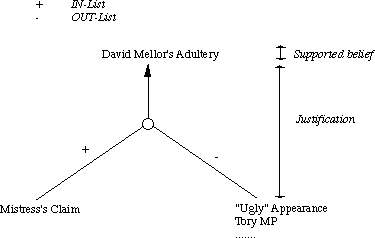 + IN-List
- OUT-List
David Mellor's Adultery
Supported belief
Justification
+
-
Mistress's Claim
"Ugly" Appearance
Tory MP
.......